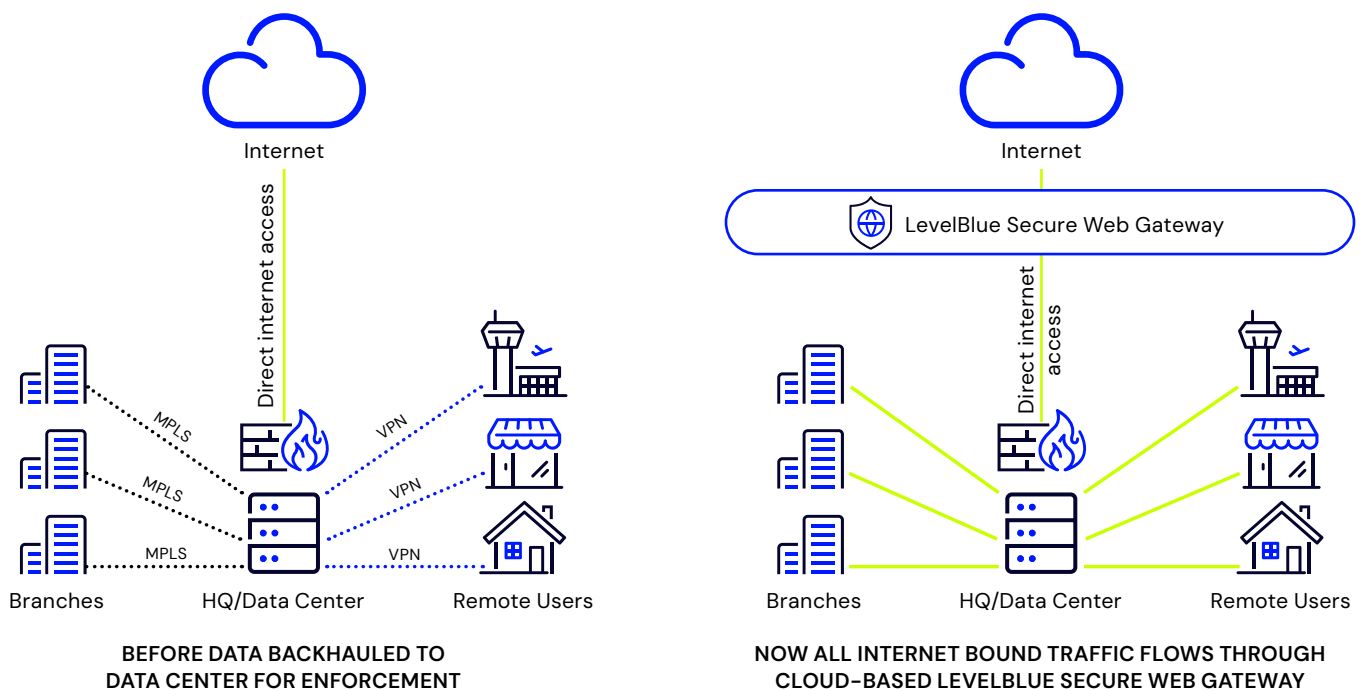 Internet
Direct internet access
MPLS
MPLS
MPLS
VPN
VPN
VPN
Branches
HQ/Data Center
Remote Users
BEFORE DATA BACKHAULED TO
DATA CENTER FOR ENFORCEMENT
Internet
LevelBlue Secure Web Gateway
Direct internet
access
Branches
HQ/Data Center
Remote Users
NOW ALL INTERNET BOUND TRAFFIC FLOWS THROUGH
CLOUD-BASED LEVELBLUE SECURE WEB GATEWAY